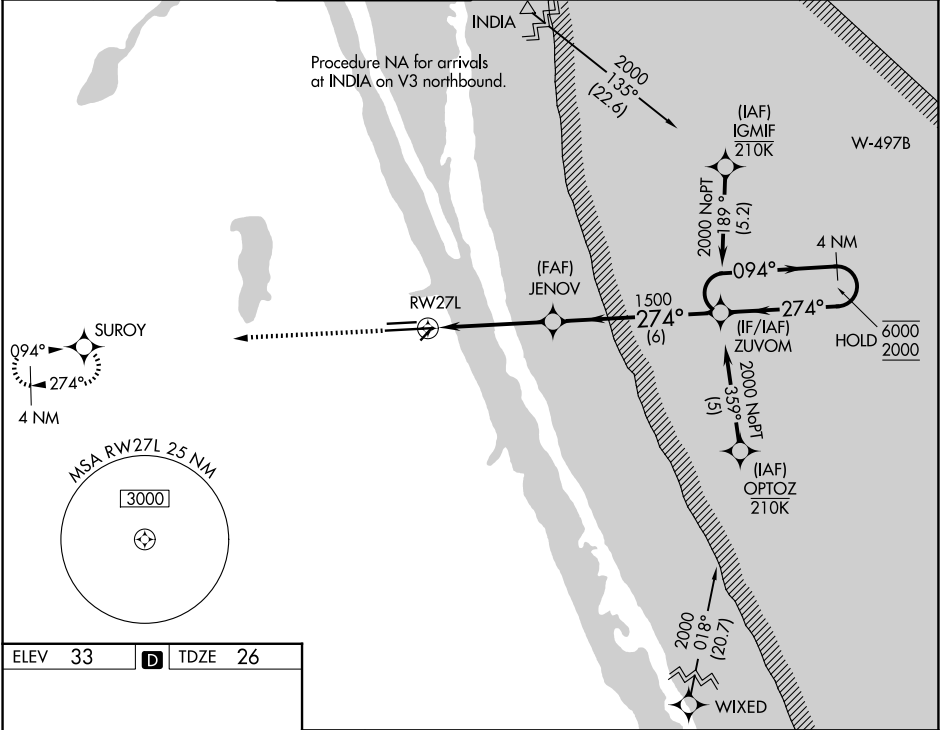 INDIA
Procedure NA for arrivals
at INDIA on V3 northbound.
2000
135°
(22.6)
(IAF)
IGMIF
210K
W-497B
2000 NoPT
189°
(5.2)
4 NM
094°
(FAF)
JENOV
1500
274°
(6)
274°
(IF/IAF)
ZUVOM
HOLD 6000
2000
RW27L
SUROY
094°
274°
4 NM
2000 NoPT
359°
(5)
(IAF)
OPTOZ
210K
MSA RW27L 25 NM
3000
2000
018°
(20.7)
WIXED
ELEV 33 D TDZE 26